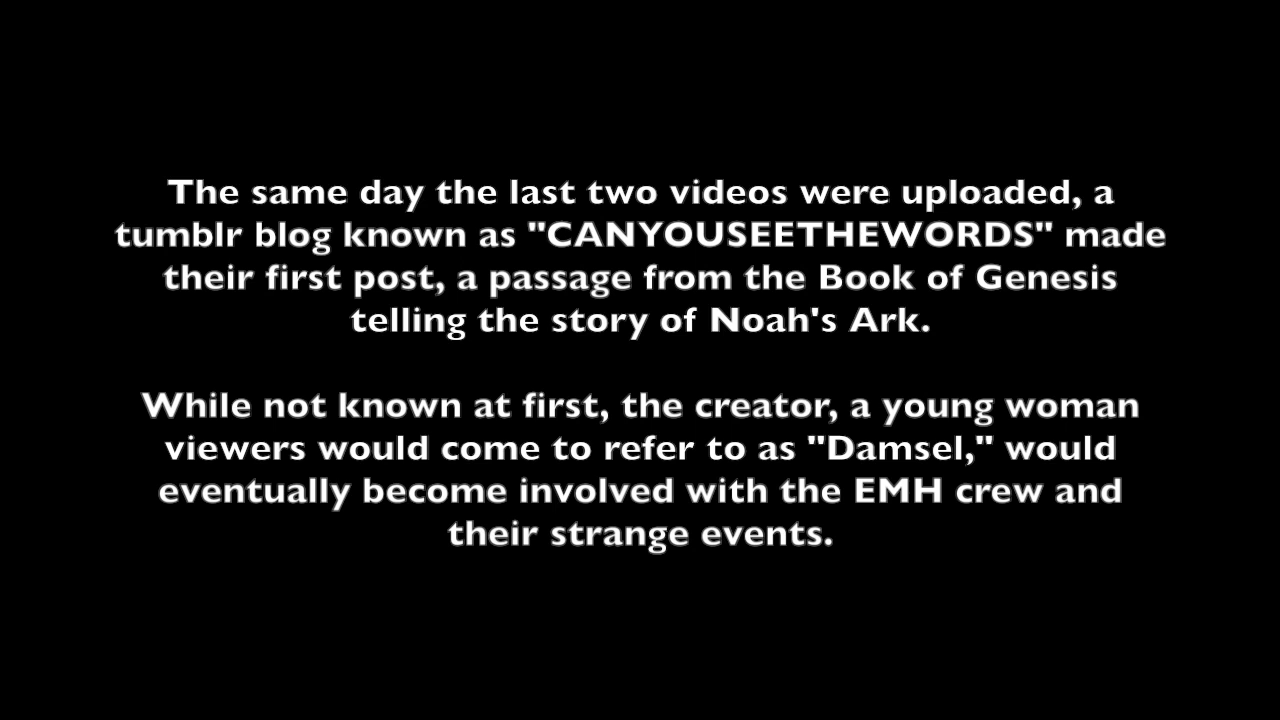 The same day the last two videos were uploaded, a
tumblr blog known as "CANYOUSEETHEWORDS" made
their first post, a passage from the Book of Genesis
telling the story of Noah's Ark.
While not known at first, the creator, a young woman
viewers would come to refer to as "Damsel," would
eventually become involved with the EMH crew and
their strange events.